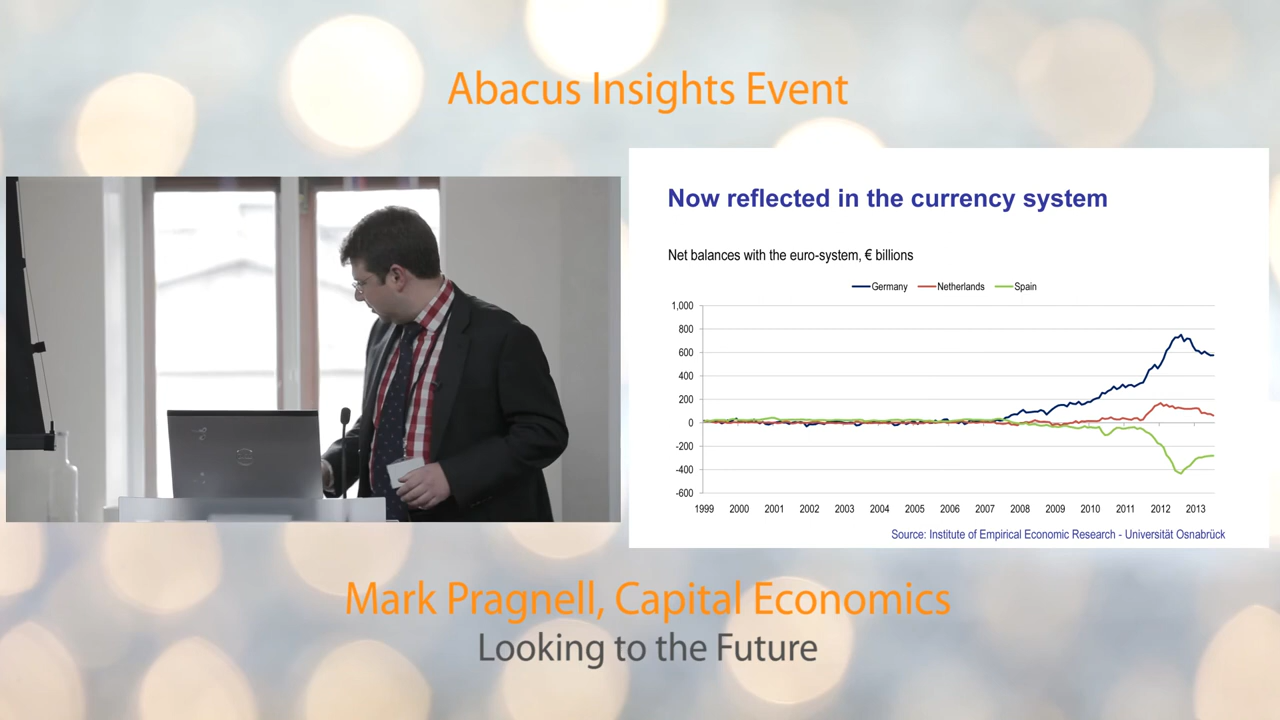 Abacus Insights Event
Now reflected in the currency system
Net balances with the euro-system, € billions
Germany Netherlands Spain
1,000
800
600
400
200
0
-200
-400
-600
1999 2000 2001 2002 2003 2004 2005 2006 2007 2008 2009 2010 2011 2012 2013
Source: Institute of Empirical Economic Research - Universität Osnabrück
Mark Pragnell, Capital Economics
Looking to the Future